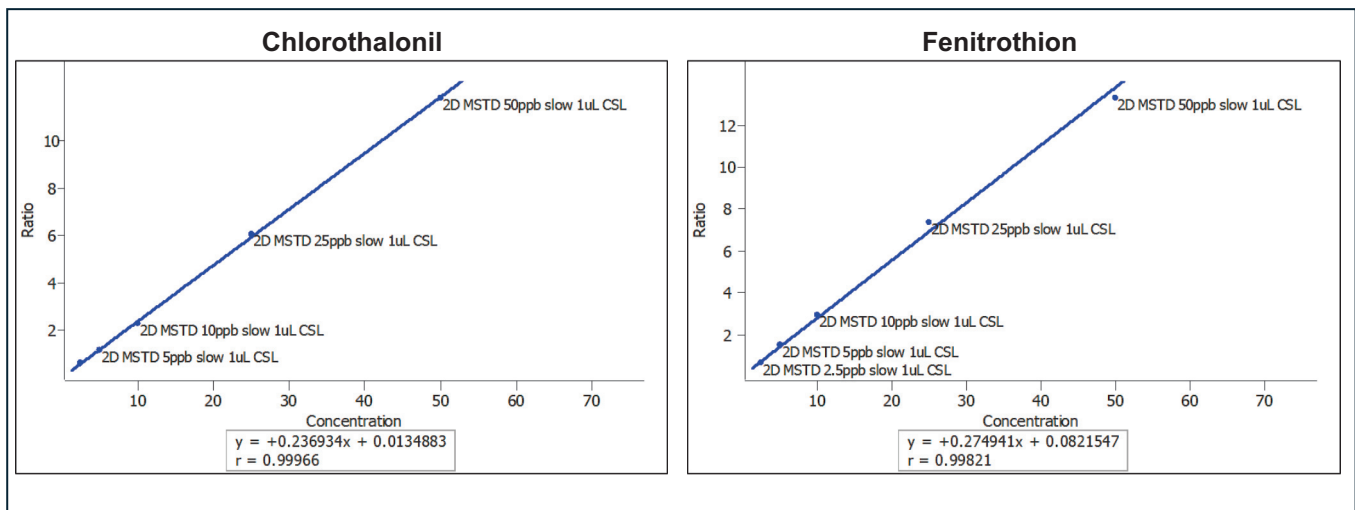 Chlorothalonil
Ratio
10
8
6
4
2
2D MSTD 50ppb slow 1uL CSL
2D MSTD 25ppb slow 1uL CSL
2D MSTD 10ppb slow 1uL CSL
2D MSTD 5ppb slow 1uL CSL
10 20 30 40 50 60 70
Concentration
y = +0.236934x + 0.0134883
r = 0.99966
Fenitrothion
Ratio
12
10
8
6
4
2
2D MSTD 50ppb slow 1uL CSL
2D MSTD 25ppb slow 1uL CSL
2D MSTD 10ppb slow 1uL CSL
2D MSTD 5ppb slow 1uL CSL
2D MSTD 2.5ppb slow 1uL CSL
10 20 30 40 50 60 70
Concentration
y = +0.274941x + 0.0821547
r = 0.99821